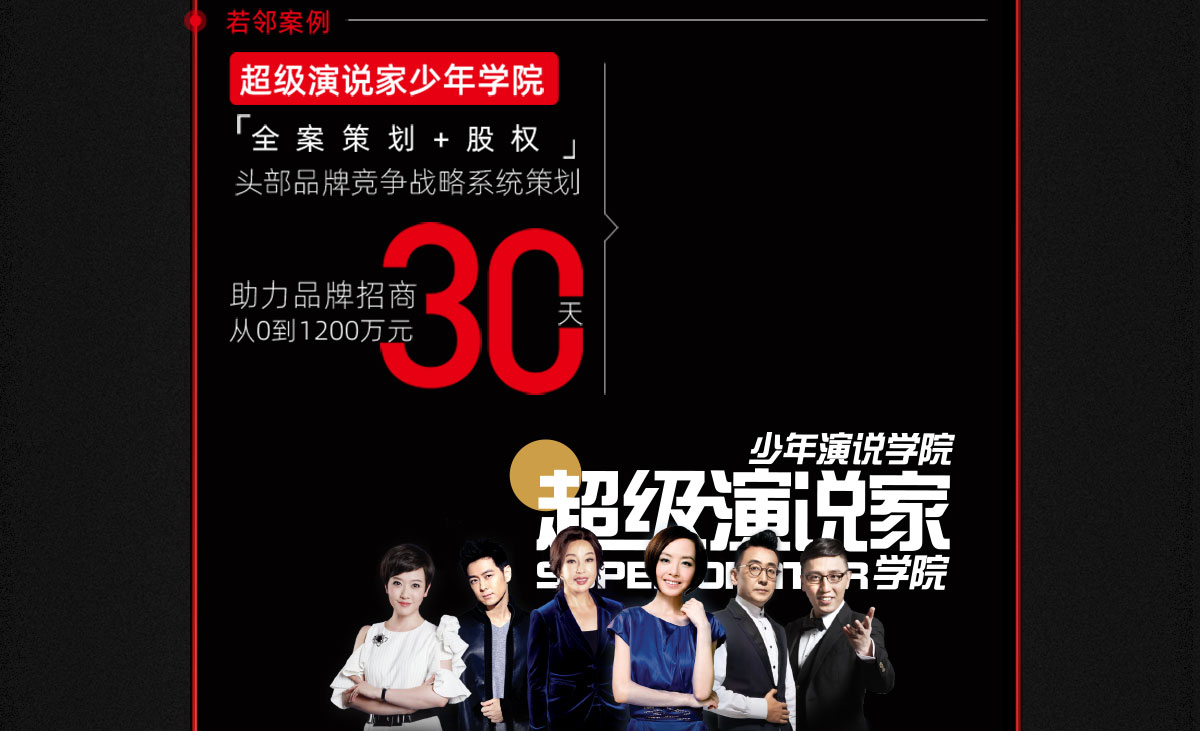 若邻案例
超级演说家少年学院
「全案策划+股权」
头部品牌竞争战略系统策划
助力品牌招商
从0到1200万元
30天
少年演说学院
超级演说家
学院